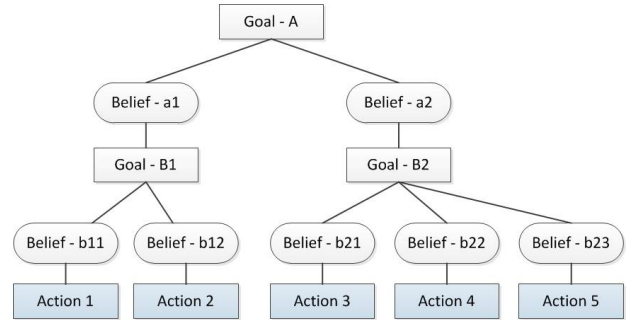 Goal - A
Belief - a1
Belief - a2
Goal - B1
Goal - B2
Belief - b11
Belief - b12
Belief - b21
Belief - b22
Belief - b23
Action 1
Action 2
Action 3
Action 4
Action 5